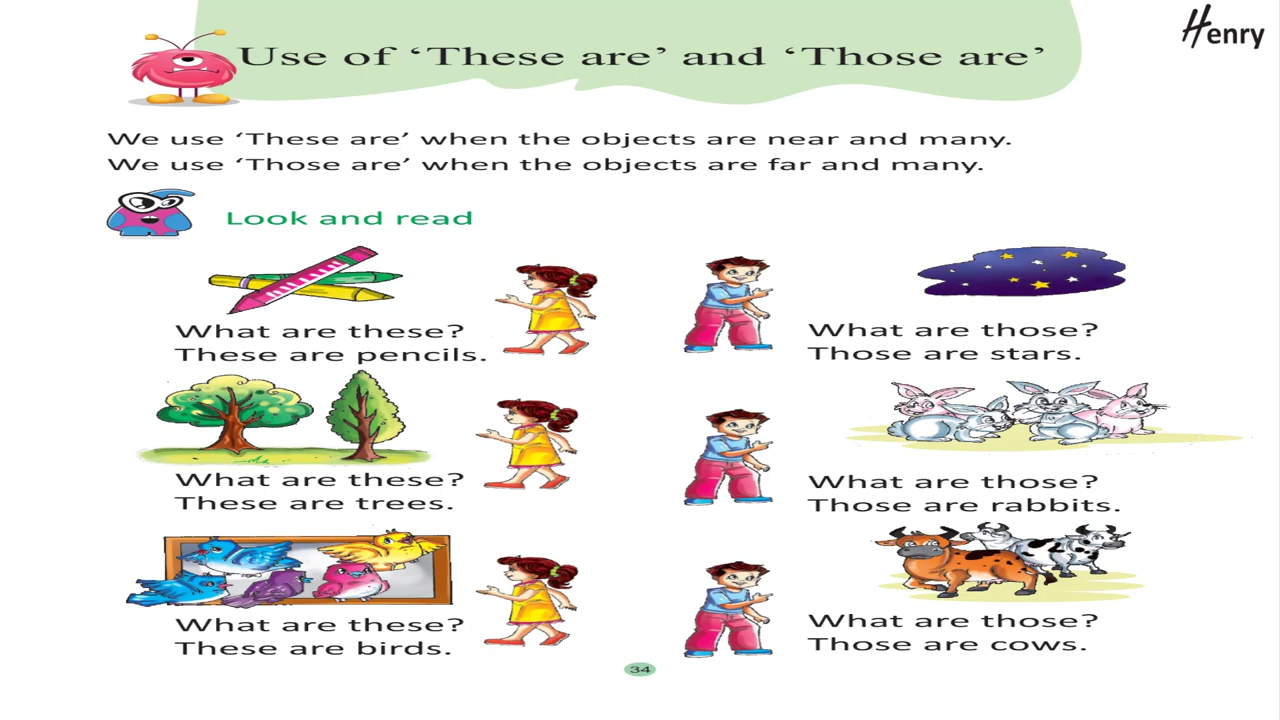 Henry
Use of ‘These are’ and ‘Those are’
We use ‘These are’ when the objects are near and many.
We use ‘Those are’ when the objects are far and many.
Look and read
What are these?
These are pencils.
What are those?
Those are stars.
What are these?
These are trees.
What are those?
Those are rabbits.
What are these?
These are birds.
What are those?
Those are cows.
34